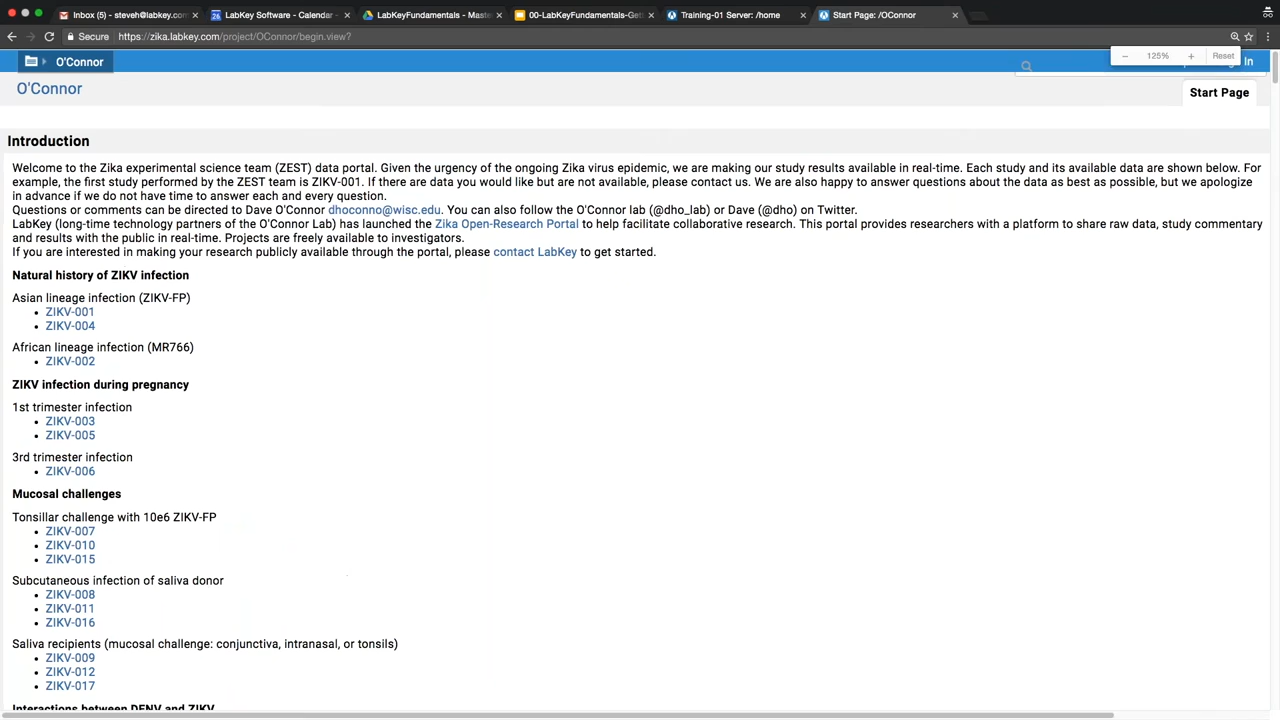 Inbox (5) - steveh@labkey.com
LabKey Software - Calendar
LabKeyFundamentals - Maste
00-LabKeyFundamentals-Gett
Training-01 Server: /home
Start Page: /OConnor
Secure https://zika.labkey.com/project/OConnor/begin.view?
O'Connor
125%
Reset
In
O'Connor
Start Page
Introduction
Welcome to the Zika experimental science team (ZEST) data portal. Given the urgency of the ongoing Zika virus epidemic, we are making our study results available in real-time. Each study and its available data are shown below. For
example, the first study performed by the ZEST team is ZIKV-001. If there are data you would like but are not available, please contact us. We are also happy to answer questions about the data as best as possible, but we apologize
in advance if we do not have time to answer each and every question.
Questions or comments can be directed to Dave O'Connor dhoconno@wisc.edu. You can also follow the O'Connor lab (@dho_lab) or Dave (@dho) on Twitter.
LabKey (long-time technology partners of the O'Connor Lab) has launched the Zika Open-Research Portal to help facilitate collaborative research. This portal provides researchers with a platform to share raw data, study commentary
and results with the public in real-time. Projects are freely available to investigators.
If you are interested in making your research publicly available through the portal, please contact LabKey to get started.
Natural history of ZIKV infection
Asian lineage infection (ZIKV-FP)
ZIKV-001
ZIKV-004
African lineage infection (MR766)
ZIKV-002
ZIKV infection during pregnancy
1st trimester infection
ZIKV-003
ZIKV-005
3rd trimester infection
ZIKV-006
Mucosal challenges
Tonsillar challenge with 10e6 ZIKV-FP
ZIKV-007
ZIKV-010
ZIKV-015
Subcutaneous infection of saliva donor
ZIKV-008
ZIKV-011
ZIKV-016
Saliva recipients (mucosal challenge: conjunctiva, intranasal, or tonsils)
ZIKV-009
ZIKV-012
ZIKV-017
Interactions between DENV and ZIKV